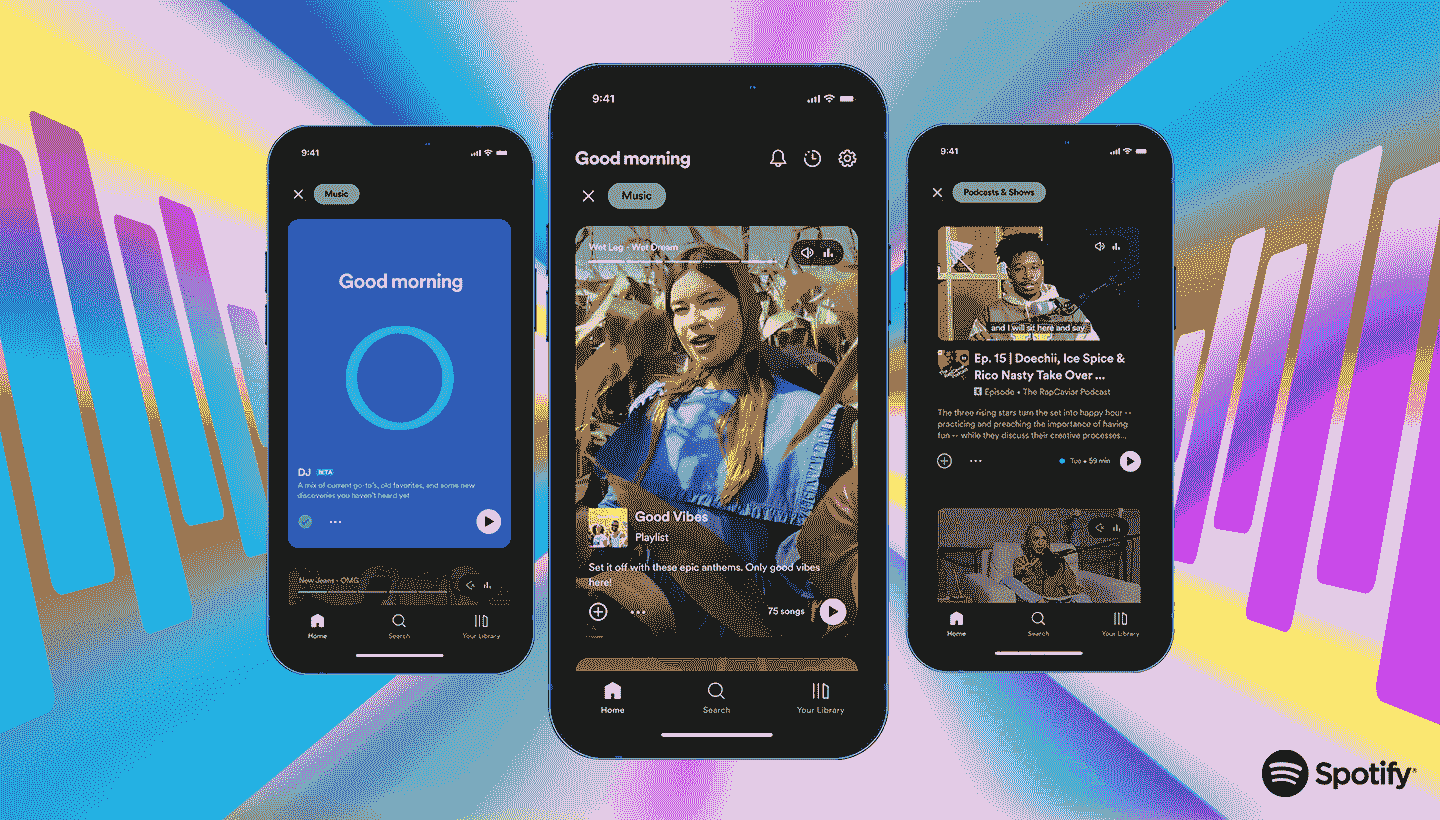 9:41
Music
Good morning
DJ BETA
A mix of current go-to's, old favorites, and some new
discoveries you haven't heard yet
New Jeans - OMG
Home
Search
Your Library
9:41
Good morning
Music
Wet Leg - Wet Dream
Good Vibes
Playlist
Set it off with these epic anthems. Only good vibes
here!
75 songs
Home
Search
Your Library
9:41
Podcasts & Shows
and I will sit here and say
Ep. 15 | Doechii, Ice Spice &
Rico Nasty Take Over ...
E Episode • The RapCaviar Podcast
The three rising stars turn the set into happy hour --
practicing and preaching the importance of having
fun -- while they discuss their creative processes...
Tue • 59 min
Home
Search
Your Library
Spotify